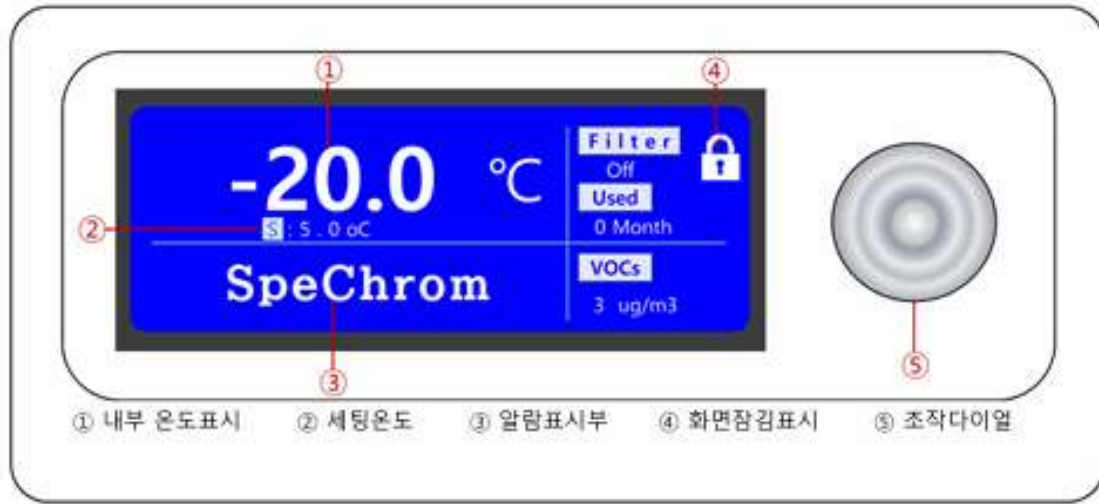 ①
④
-20.0 °C
Filter
Off
Used
② S : 5 . 0 oC
0 Month
SpeChrom
VOCs
3 ug/m3
③
⑤
① 내부 온도표시 ② 세팅온도 ③ 알람표시부 ④ 화면잠김표시 ⑤ 조작다이얼